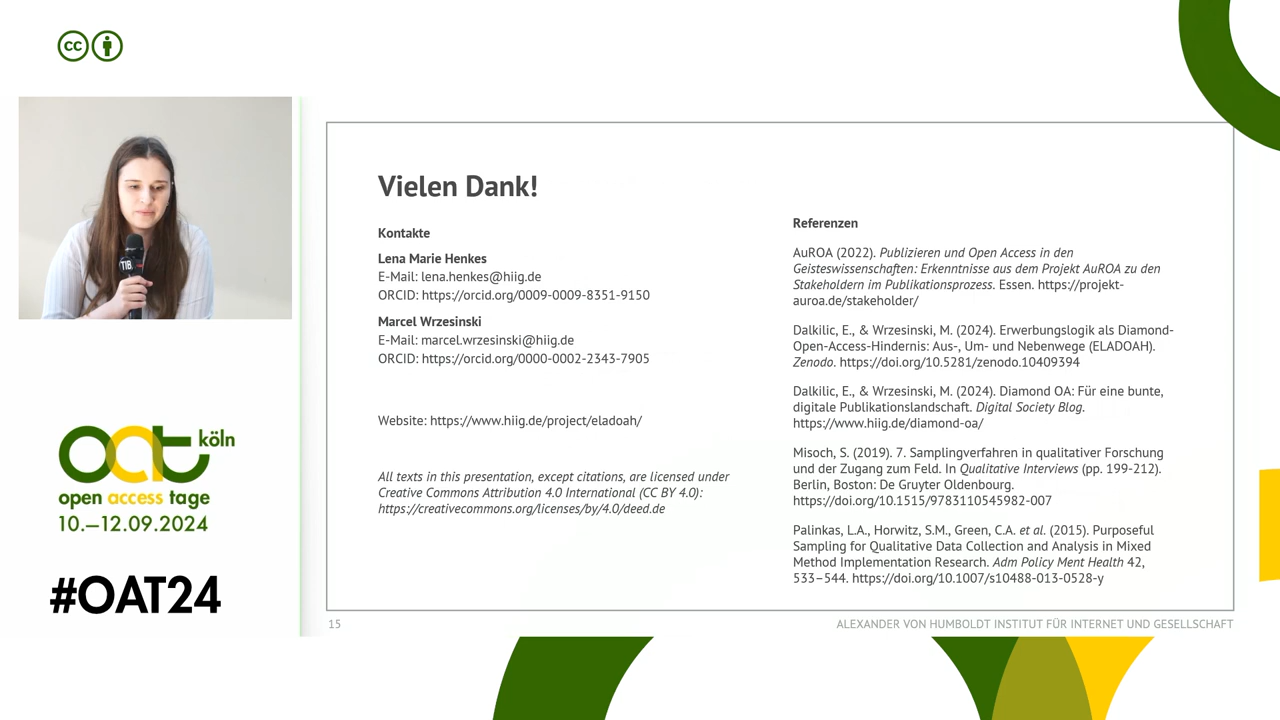 cc
TIB
oat köln
open access tage
10.–12.09.2024
#OAT24
Vielen Dank!
Kontakte
Lena Marie Henkes
E-Mail: lena.henkes@hiig.de
ORCID: https://orcid.org/0009-0009-8351-9150
Marcel Wrzesinski
E-Mail: marcel.wrzesinski@hiig.de
ORCID: https://orcid.org/0000-0002-2343-7905
Website: https://www.hiig.de/project/eladoah/
All texts in this presentation, except citations, are licensed under
Creative Commons Attribution 4.0 International (CC BY 4.0):
https://creativecommons.org/licenses/by/4.0/deed.de
Referenzen
AuROA (2022). Publizieren und Open Access in den
Geisteswissenschaften: Erkenntnisse aus dem Projekt AuROA zu den
Stakeholdern im Publikationsprozess. Essen. https://projekt-
auroa.de/stakeholder/
Dalkilic, E., & Wrzesinski, M. (2024). Erwerbungslogik als Diamond-
Open-Access-Hindernis: Aus-, Um- und Nebenwege (ELADOAH).
Zenodo. https://doi.org/10.5281/zenodo.10409394
Dalkilic, E., & Wrzesinski, M. (2024). Diamond OA: Für eine bunte,
digitale Publikationslandschaft. Digital Society Blog.
https://www.hiig.de/diamond-oa/
Misoch, S. (2019). 7. Samplingverfahren in qualitativer Forschung
und der Zugang zum Feld. In Qualitative Interviews (pp. 199-212).
Berlin, Boston: De Gruyter Oldenbourg.
https://doi.org/10.1515/9783110545982-007
Palinkas, L.A., Horwitz, S.M., Green, C.A. et al. (2015). Purposeful
Sampling for Qualitative Data Collection and Analysis in Mixed
Method Implementation Research. Adm Policy Ment Health 42,
533–544. https://doi.org/10.1007/s10488-013-0528-y
15
ALEXANDER VON HUMBOLDT INSTITUT FÜR INTERNET UND GESELLSCHAFT